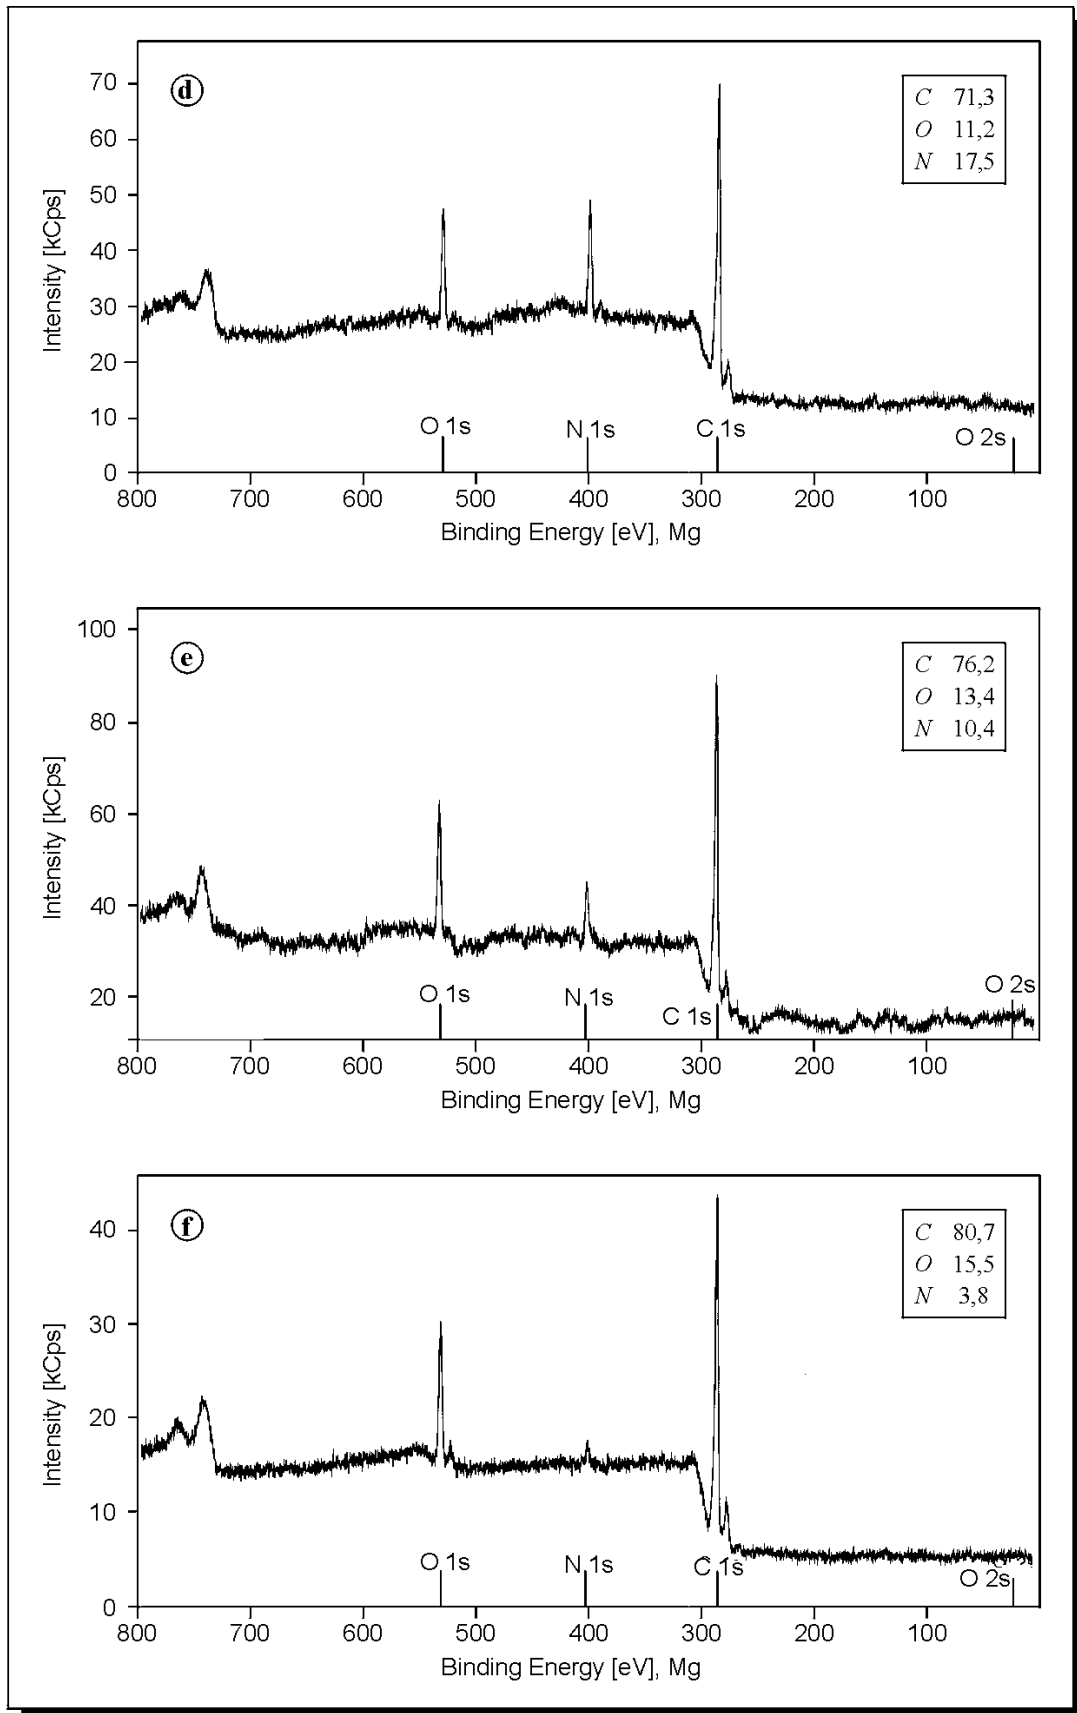 d
C 71,3
O 11,2
N 17,5
70
60
50
40
30
20
10
0
Intensity [kCps]
O 1s
N 1s
C 1s
O 2s
800 700 600 500 400 300 200 100
Binding Energy [eV], Mg
e
C 76,2
O 13,4
N 10,4
100
80
60
40
20
Intensity [kCps]
O 1s
N 1s
C 1s
O 2s
800 700 600 500 400 300 200 100
Binding Energy [eV], Mg
f
C 80,7
O 15,5
N 3,8
40
30
20
10
0
Intensity [kCps]
O 1s
N 1s
C 1s
O 2s
800 700 600 500 400 300 200 100
Binding Energy [eV], Mg